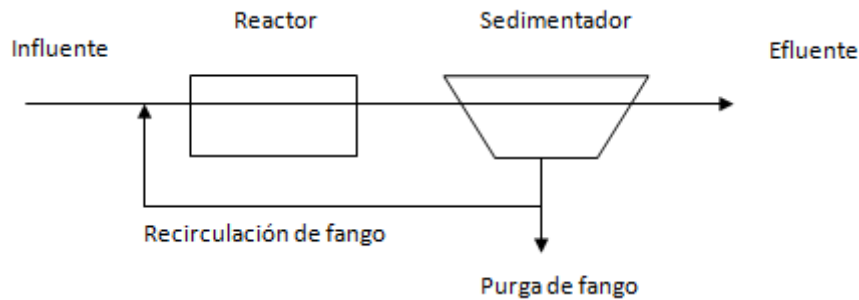 Reactor
Sedimentador
Influente
Efluente
Recirculación de fango
Purga de fango